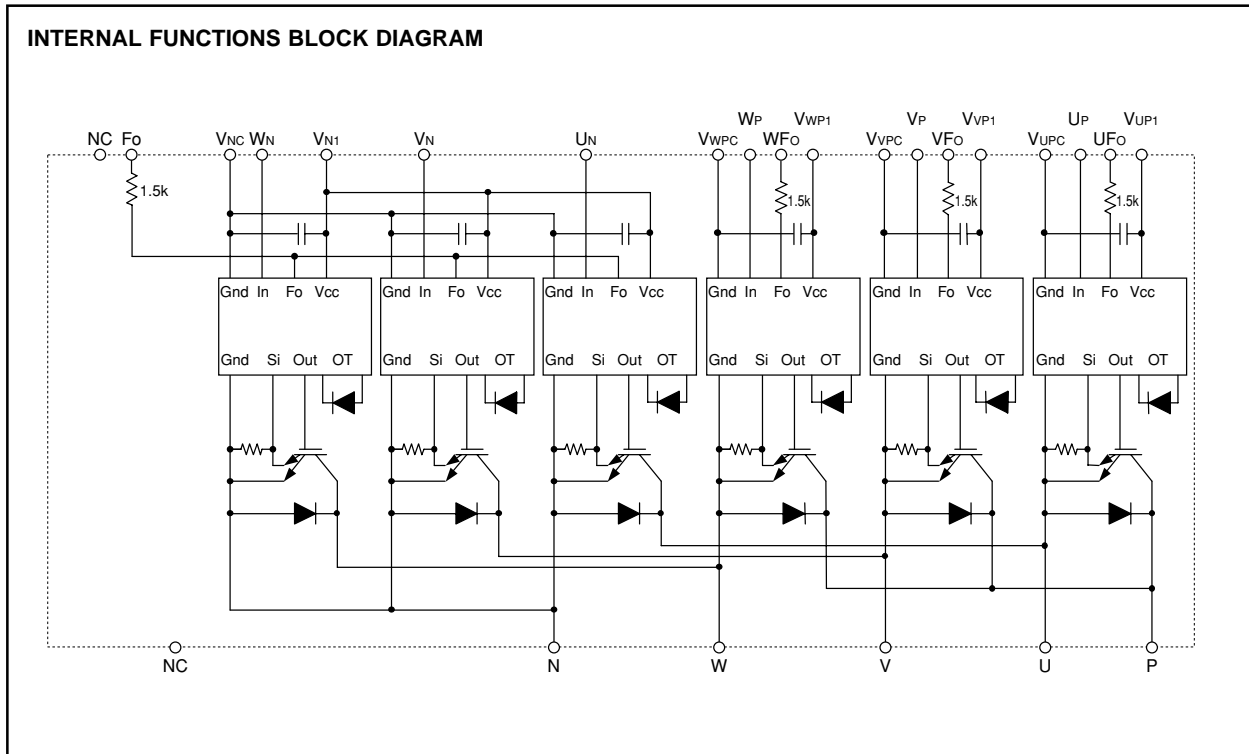 INTERNAL FUNCTIONS BLOCK DIAGRAM
WP VWP1 VP VVP1 UP VUP1
NC FO VNC WN VN1 VN UN VWPC WFO VVPC VFO VUPC UFO
1.5k 1.5k 1.5k 1.5k
Gnd In Fo Vcc Gnd In Fo Vcc Gnd In Fo Vcc Gnd In Fo Vcc Gnd In Fo Vcc Gnd In Fo Vcc
Gnd Si Out OT Gnd Si Out OT Gnd Si Out OT Gnd Si Out OT Gnd Si Out OT Gnd Si Out OT
NC N W V U P